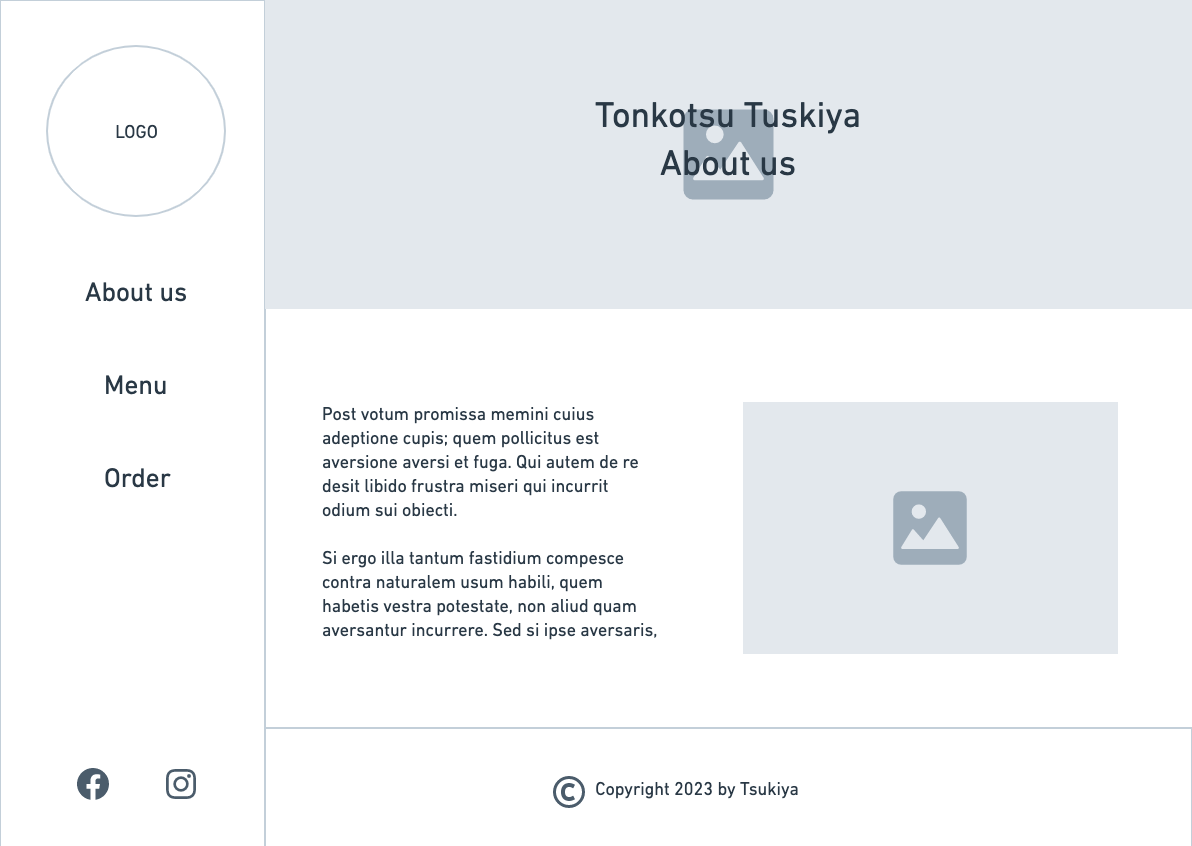 LOGO
About us
Menu
Order
Tonkotsu Tuskiya
About us
Post votum promissa memini cuius
adeptione cupis; quem pollicitus est
aversione aversi et fuga. Qui autem de re
desit libido frustra miseri qui incurrit
odium sui obiecti.
Si ergo illa tantum fastidium compesce
contra naturalem usum habili, quem
habetis vestra potestate, non aliud quam
aversantur incurrere. Sed si ipse aversaris,
© Copyright 2023 by Tsukiya